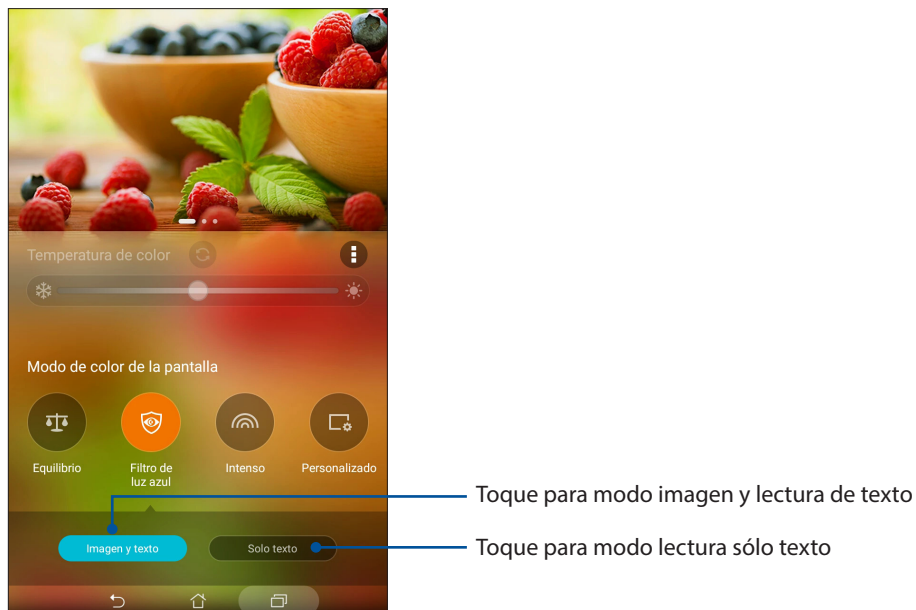 Temperatura de color
Modo de color de la pantalla
Equilibrio
Filtro de
luz azul
Intenso
Personalizado
Toque para modo imagen y lectura de texto
Imagen y texto
Solo texto
Toque para modo lectura sólo texto